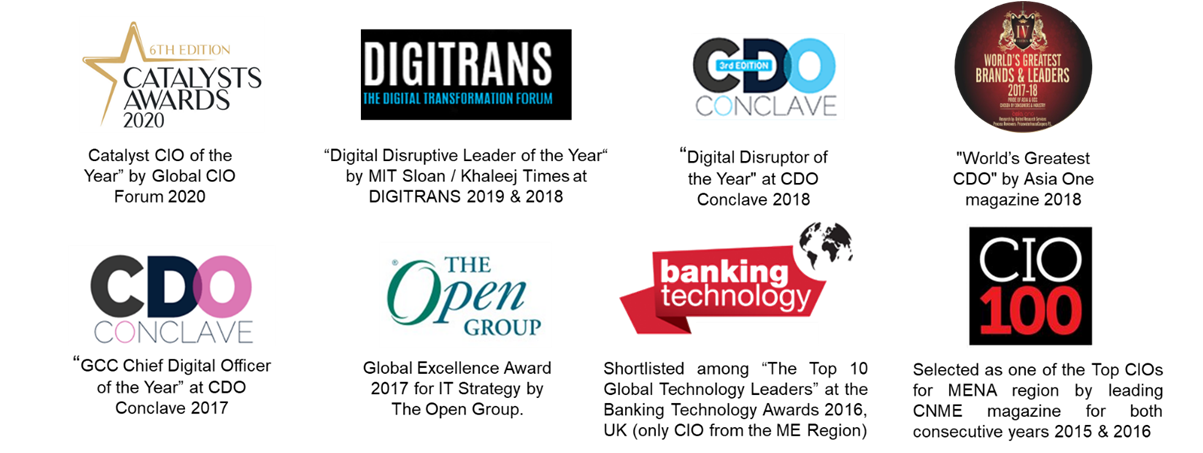 6TH EDITION
CATALYSTS
AWARDS
2020
Catalyst CIO of the
Year” by Global CIO
Forum 2020
DIGITRANS
THE DIGITAL TRANSFORMATION FORUM
“Digital Disruptive Leader of the Year“
by MIT Sloan / Khaleej Times at
DIGITRANS 2019 & 2018
CDO
3rd EDITION
CONCLAVE
“Digital Disruptor of
the Year" at CDO
Conclave 2018
IV
WORLD'S GREATEST
BRANDS & LEADERS
2017-18
PRIDE OF ASIA & GCC
"World’s Greatest
CDO" by Asia One
magazine 2018
CDO
CONCLAVE
“GCC Chief Digital Officer
of the Year” at CDO
Conclave 2017
®
THE
Open
GROUP
Global Excellence Award
2017 for IT Strategy by
The Open Group.
banking
technology
Shortlisted among “The Top 10
Global Technology Leaders” at the
Banking Technology Awards 2016,
UK (only CIO from the ME Region)
CIO
100
Selected as one of the Top CIOs
for MENA region by leading
CNME magazine for both
consecutive years 2015 & 2016